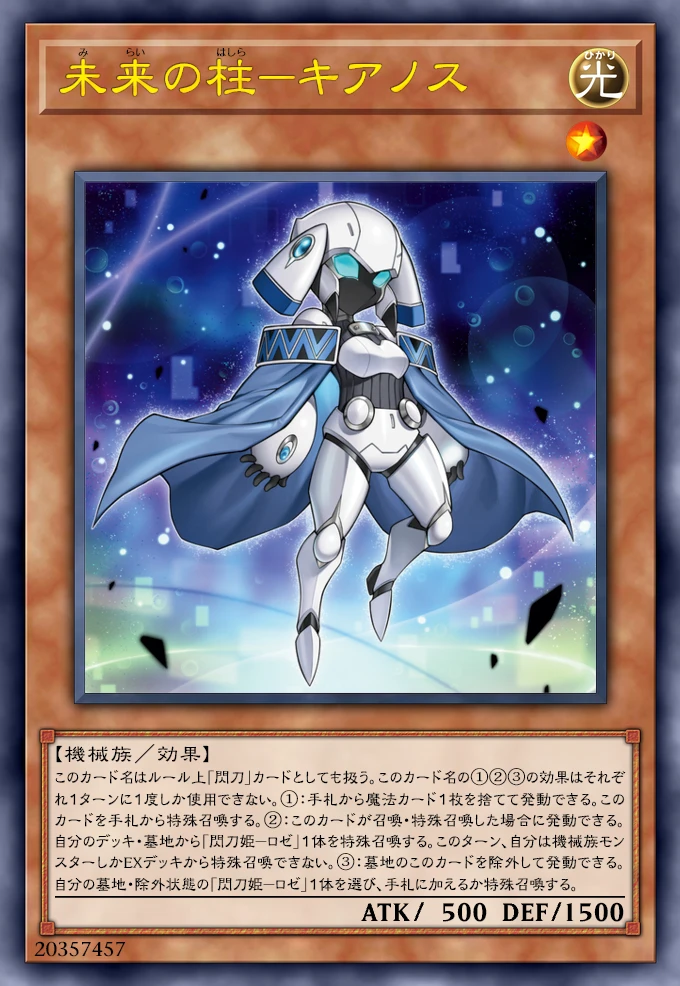 み らい はしら ひかり
未来の柱－キアノス 光
【機械族／効果】
このカード名はルール上「閃刀」カードとしても扱う。このカード名の①②③の効果はそれぞ
れ1ターンに1度しか使用できない。①：手札から魔法カード1枚を捨てて発動できる。この
カードを手札から特殊召喚する。②：このカードが召喚・特殊召喚した場合に発動できる。
自分のデッキ・墓地から「閃刀姫－ロゼ」1体を特殊召喚する。このターン、自分は機械族モン
スターしかEXデッキから特殊召喚できない。③：墓地のこのカードを除外して発動できる。
自分の墓地・除外状態の「閃刀姫－ロゼ」1体を選び、手札に加えるか特殊召喚する。
ATK/ 500 DEF/1500
20357457